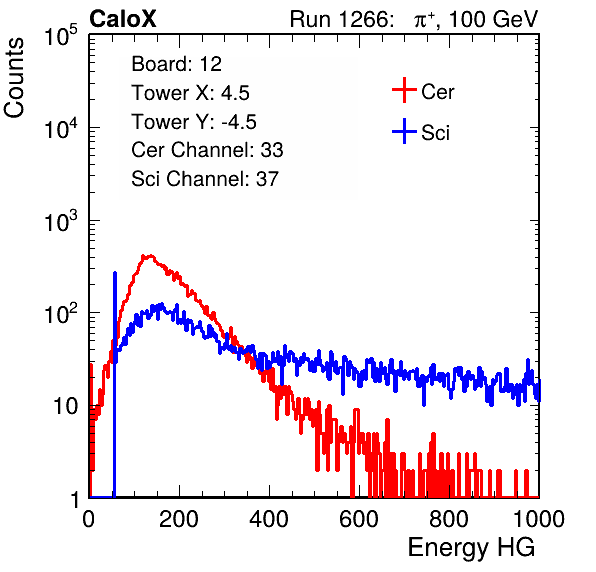 CaloX Run 1266: π⁺, 100 GeV
Counts
Board: 12
Tower X: 4.5
Tower Y: -4.5
Cer Channel: 33
Sci Channel: 37
Cer
Sci
10⁵
10⁴
10³
10²
10
1
0 200 400 600 800 1000
Energy HG